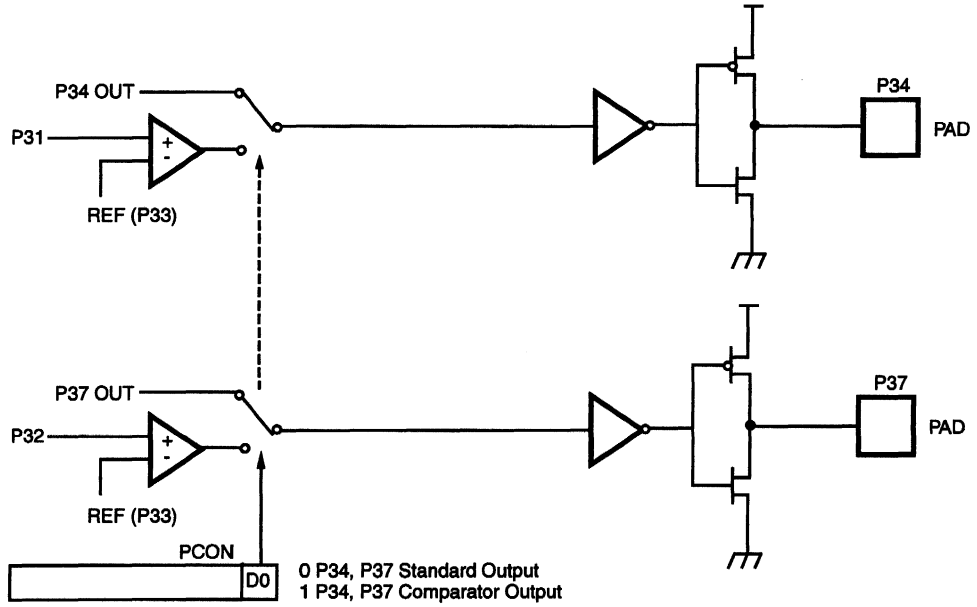 P34 OUT
P31
+
-
REF (P33)
P34
PAD
P37 OUT
P32
+
-
REF (P33)
P37
PAD
PCON
D0
0 P34, P37 Standard Output
1 P34, P37 Comparator Output